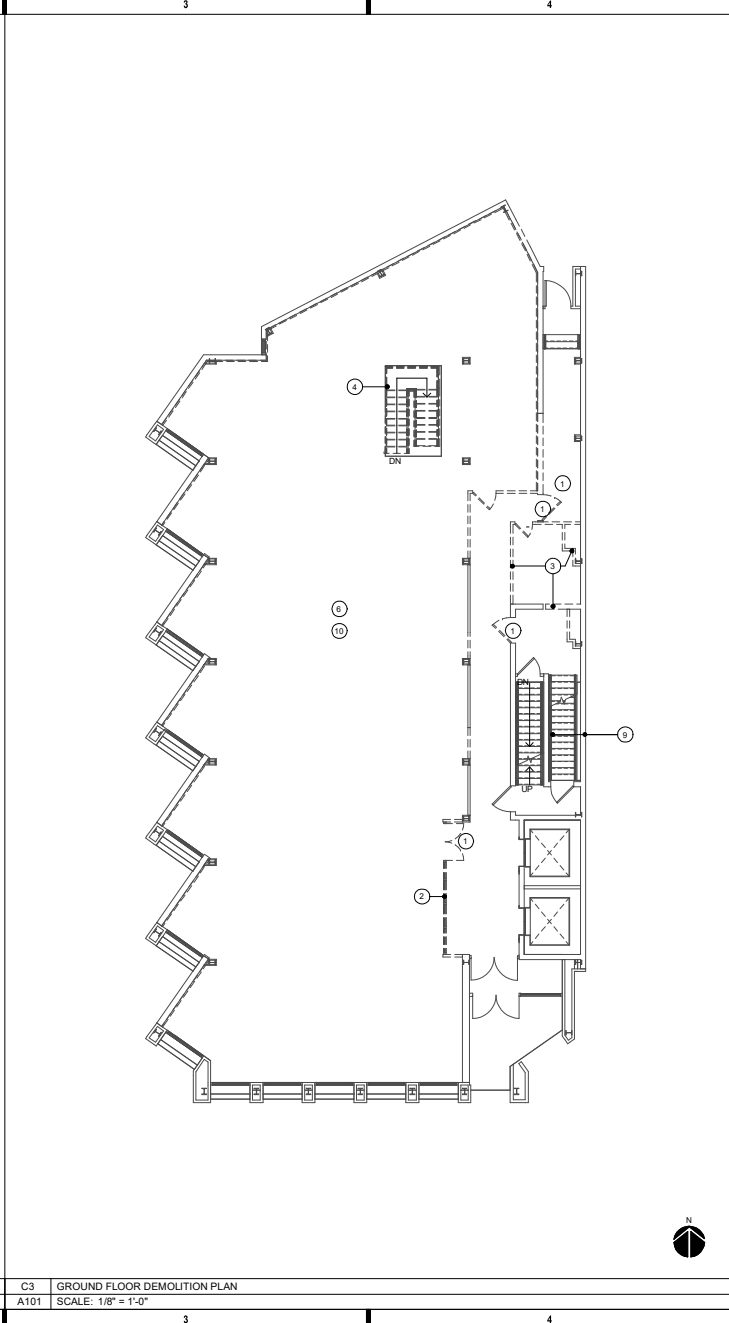 3 4
4
DN
1
1
3
6
10
1
DN
9
UP
1
2
N
C3 GROUND FLOOR DEMOLITION PLAN
A101 SCALE: 1/8" = 1'-0"
3 4